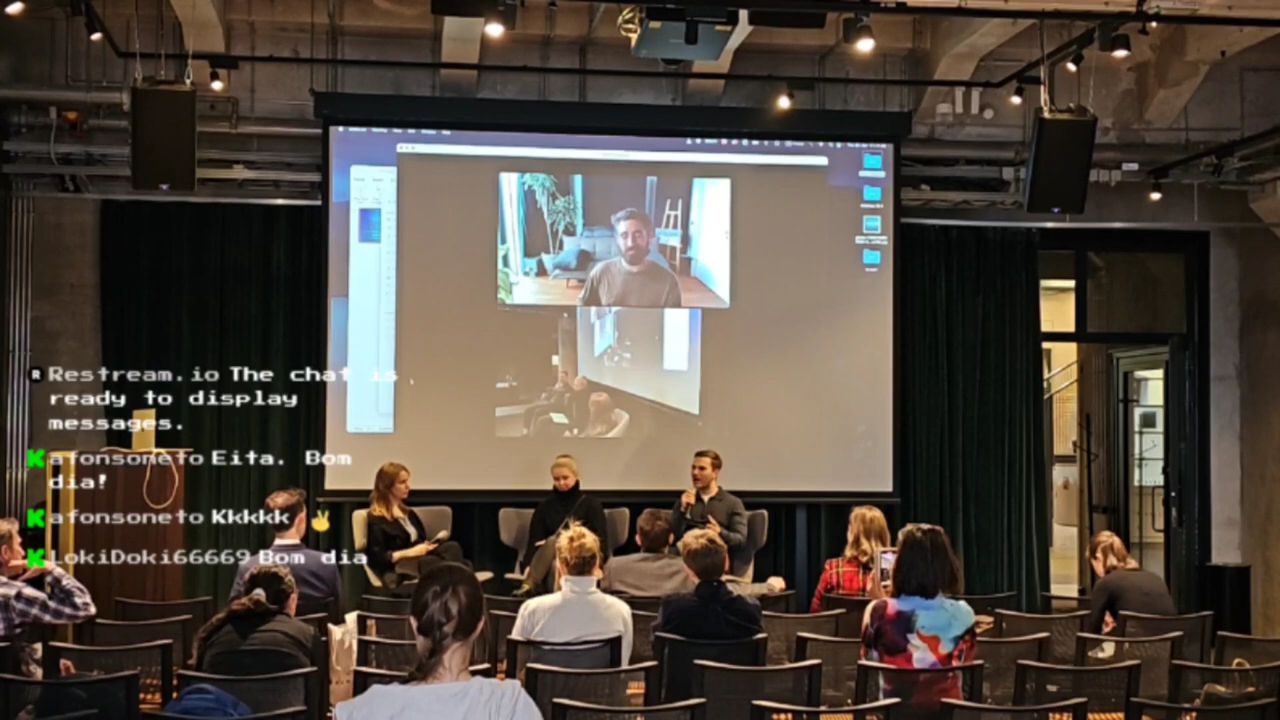 Restream.io The chat is
ready to display
messages.
afonsoneto Eita. Bom
dia!
afonsoneto Kkkkk ✌
LokiDoki66669 Bom dia